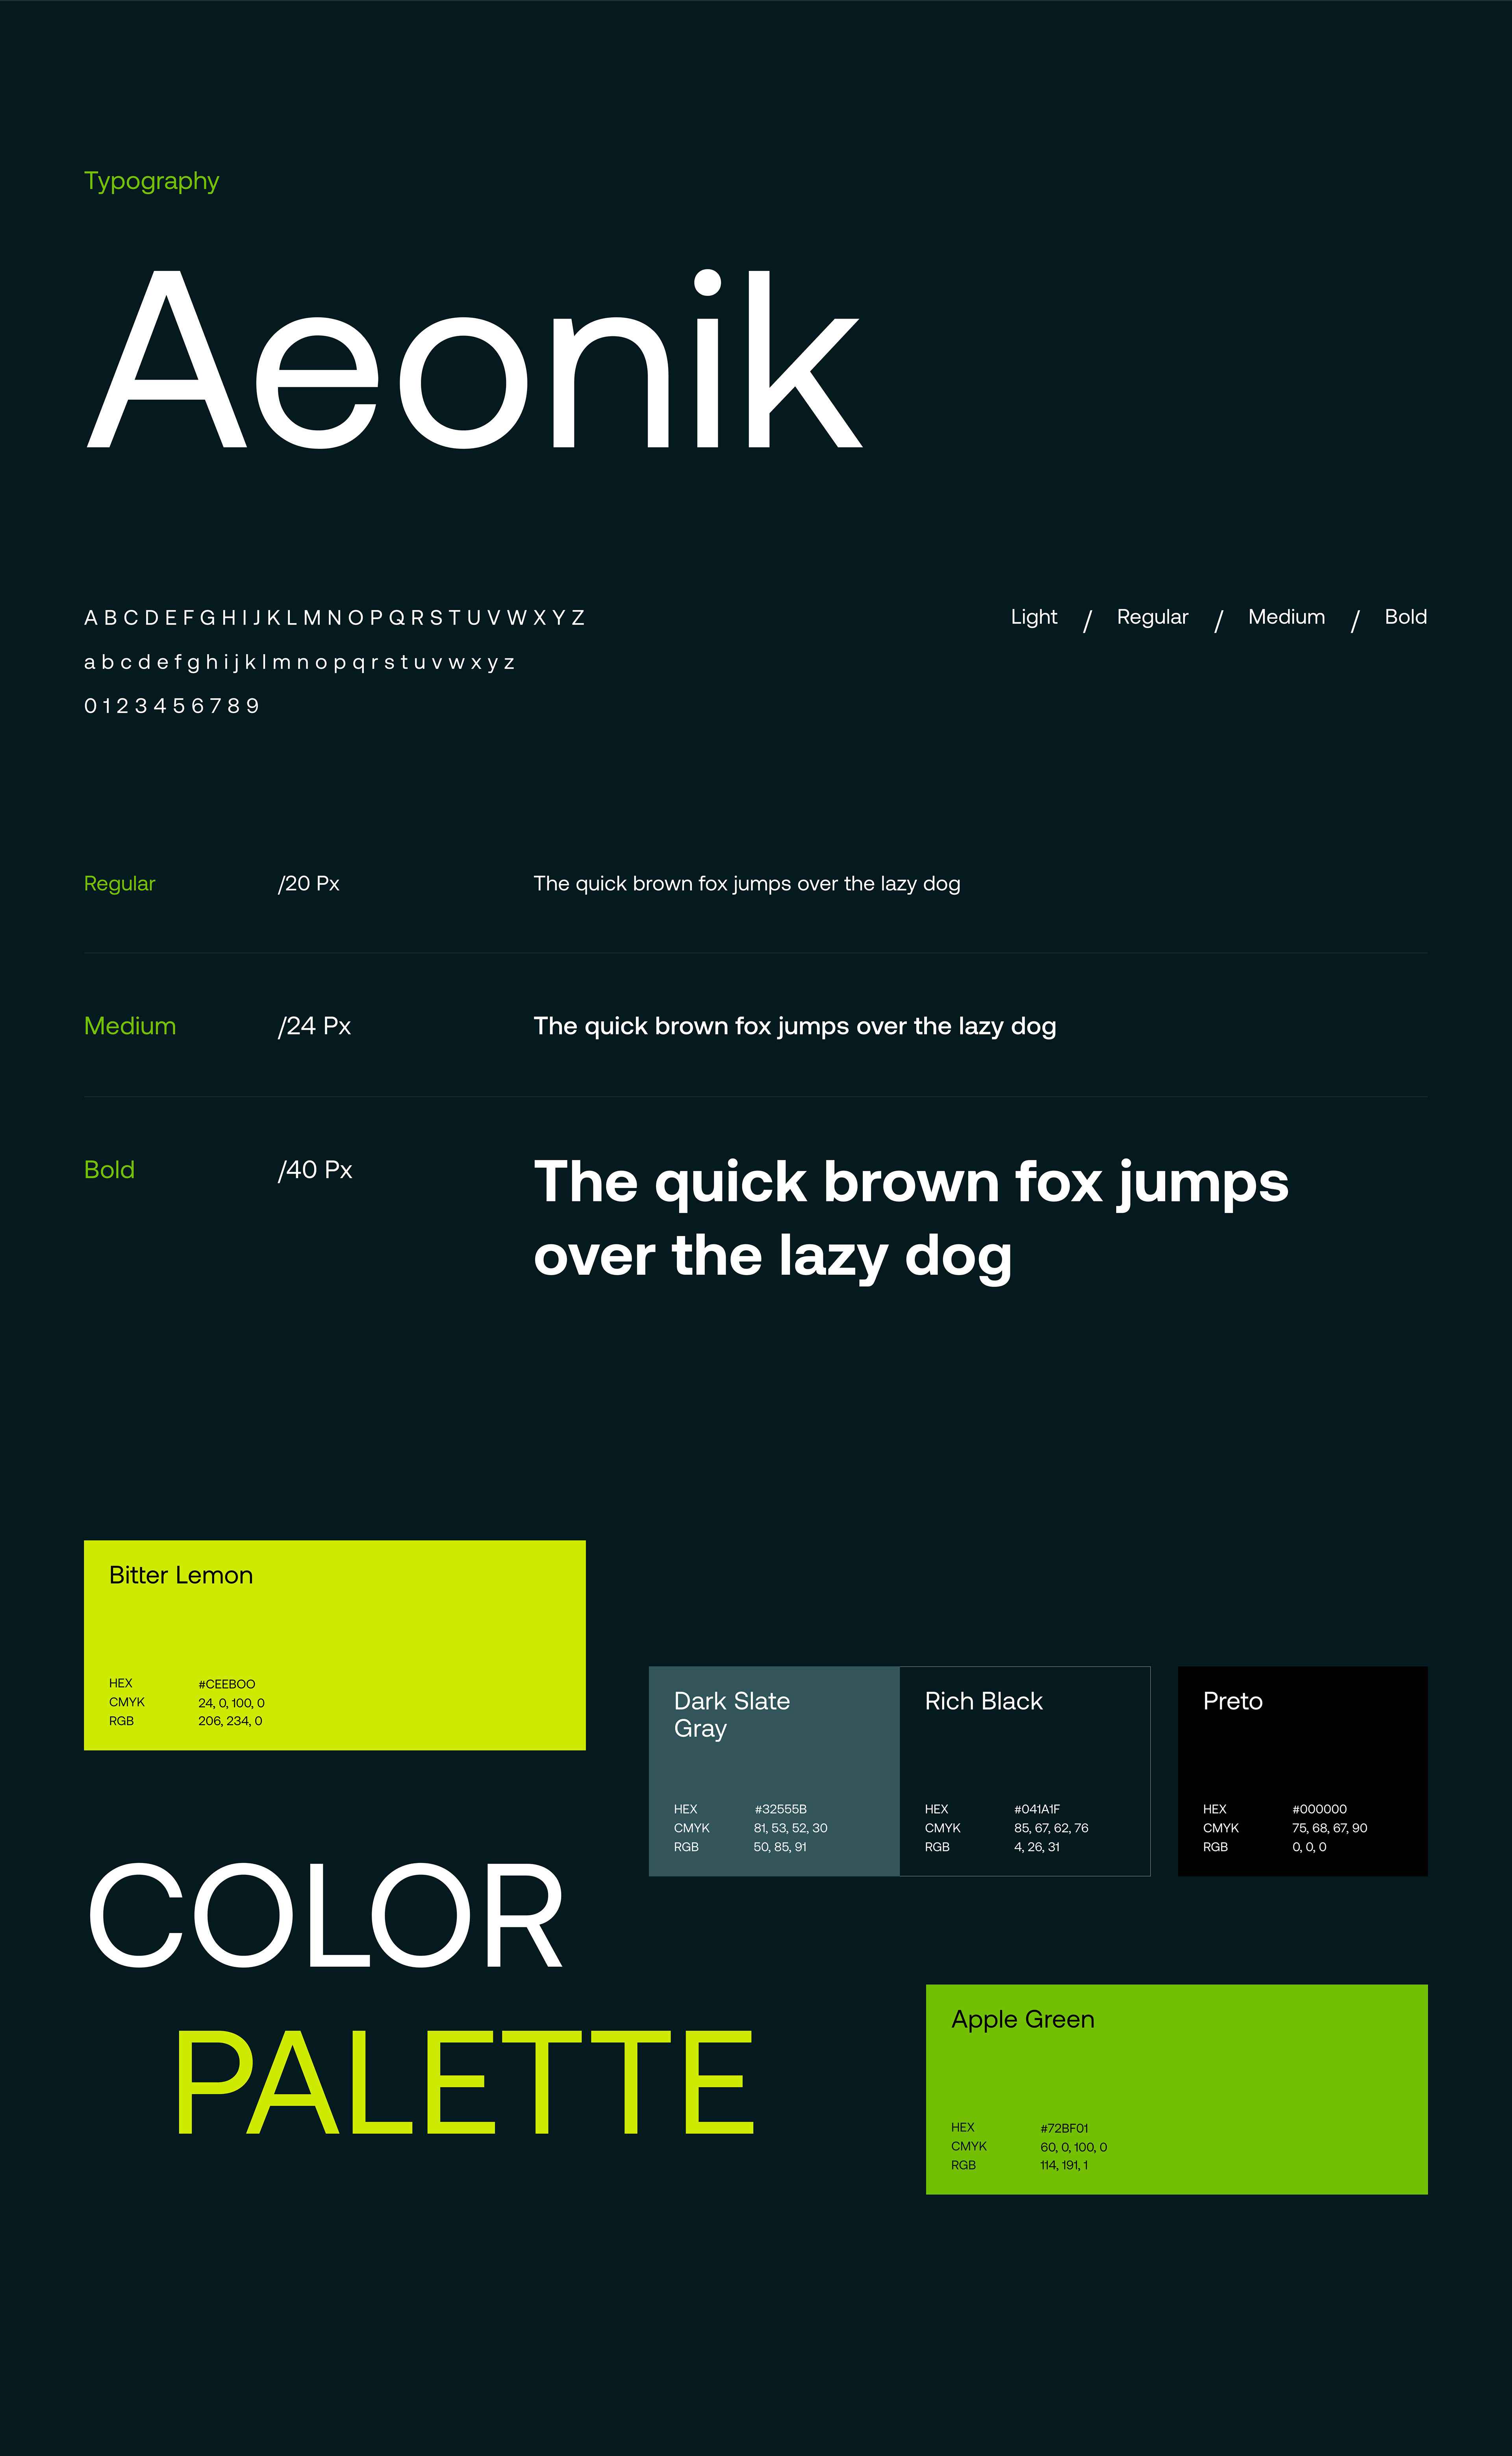 Typography
Aeonik
A B C D E F G H I J K L M N O P Q R S T U V W X Y Z
a b c d e f g h i j k l m n o p q r s t u v w x y z
0 1 2 3 4 5 6 7 8 9
Light / Regular / Medium / Bold
Regular /20 Px The quick brown fox jumps over the lazy dog
Medium /24 Px The quick brown fox jumps over the lazy dog
Bold /40 Px The quick brown fox jumps
over the lazy dog
Bitter Lemon
HEX #CEEBOO
CMYK 24, 0, 100, 0
RGB 206, 234, 0
Dark Slate
Gray
HEX #32555B
CMYK 81, 53, 52, 30
RGB 50, 85, 91
Rich Black
HEX #041A1F
CMYK 85, 67, 62, 76
RGB 4, 26, 31
Preto
HEX #000000
CMYK 75, 68, 67, 90
RGB 0, 0, 0
COLOR
PALETTE
Apple Green
HEX #72BF01
CMYK 60, 0, 100, 0
RGB 114, 191, 1